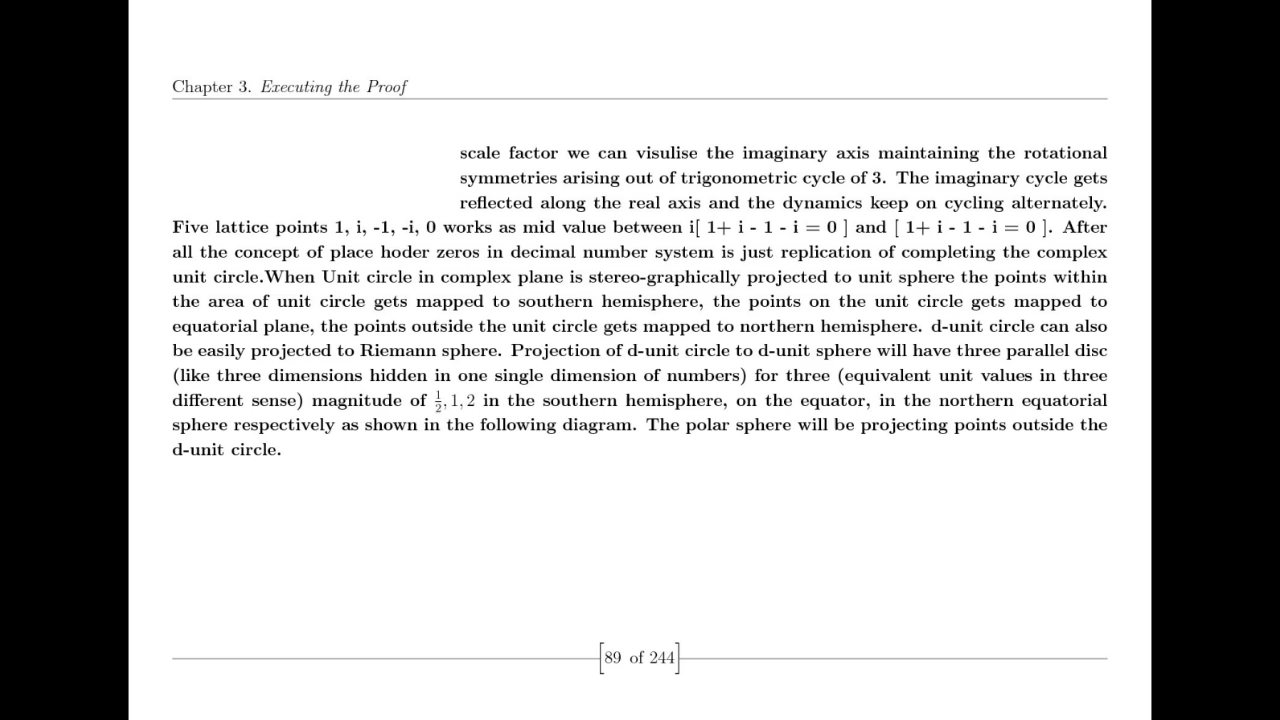 Chapter 3. Executing the Proof
scale factor we can visulise the imaginary axis maintaining the rotational
symmetries arising out of trigonometric cycle of 3. The imaginary cycle gets
reflected along the real axis and the dynamics keep on cycling alternately.
Five lattice points 1, i, -1, -i, 0 works as mid value between i[ 1+ i - 1 - i = 0 ] and [ 1+ i - 1 - i = 0 ]. After
all the concept of place hoder zeros in decimal number system is just replication of completing the complex
unit circle.When Unit circle in complex plane is stereo-graphically projected to unit sphere the points within
the area of unit circle gets mapped to southern hemisphere, the points on the unit circle gets mapped to
equatorial plane, the points outside the unit circle gets mapped to northern hemisphere. d-unit circle can also
be easily projected to Riemann sphere. Projection of d-unit circle to d-unit sphere will have three parallel disc
(like three dimensions hidden in one single dimension of numbers) for three (equivalent unit values in three
different sense) magnitude of 1/2, 1, 2 in the southern hemisphere, on the equator, in the northern equatorial
sphere respectively as shown in the following diagram. The polar sphere will be projecting points outside the
d-unit circle.
[89 of 244]